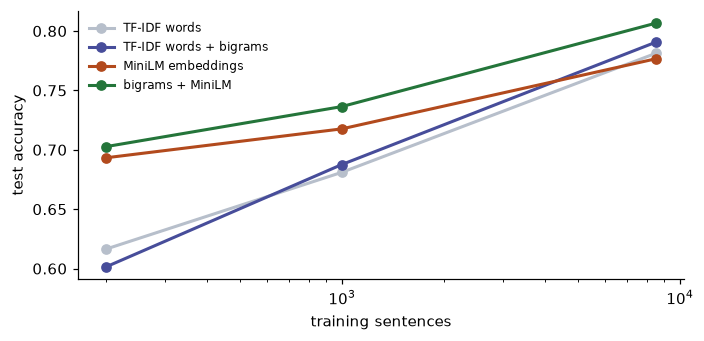 TF-IDF words
TF-IDF words + bigrams
MiniLM embeddings
bigrams + MiniLM
0.80
0.75
0.70
0.65
0.60
test accuracy
10³
10⁴
training sentences